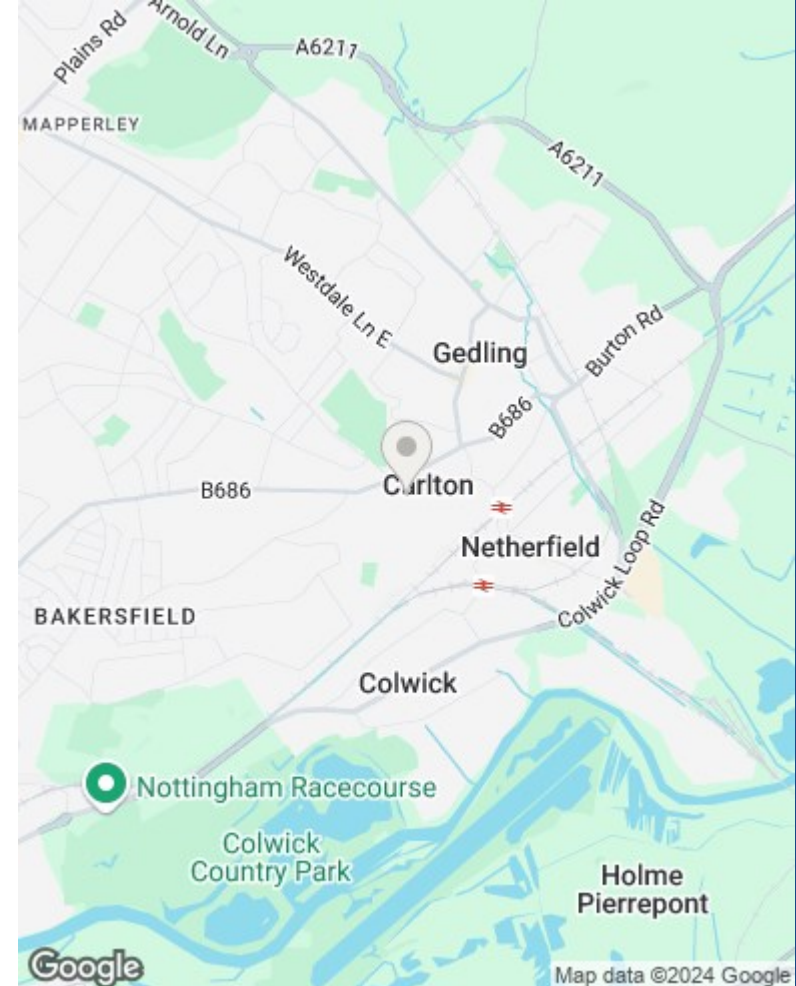 Arnold Ln
Plains Rd
A6211
MAPPERLEY
A6211
Westdale Ln E
Gedling
Burton Rd
B686
B686
Carlton
Netherfield
Colwick Loop Rd
BAKERSFIELD
Colwick
Nottingham Racecourse
Colwick
Country Park
Holme
Pierrepont
Google
Map data ©2024 Google